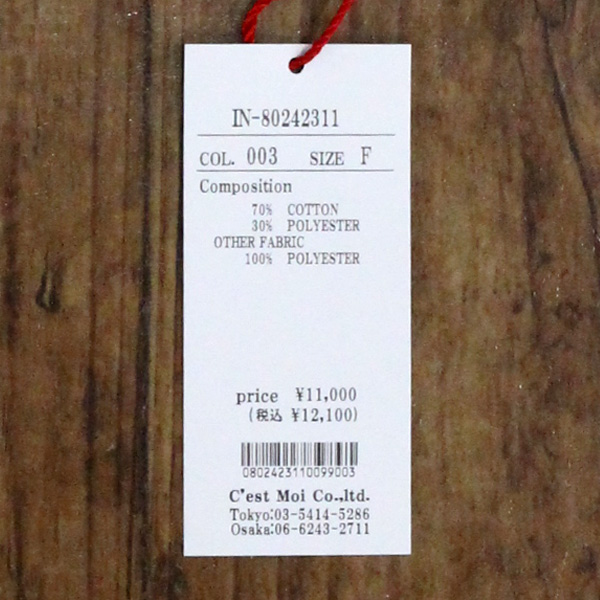 IN-80242311
COL. 003 SIZE F
Composition
70% COTTON
30% POLYESTER
OTHER FABRIC
100% POLYESTER
price ¥11,000
(税込 ¥12,100)
0802423110099003
C'est Moi Co.,ltd.
Tokyo:03-5414-5286
Osaka:06-6243-2711